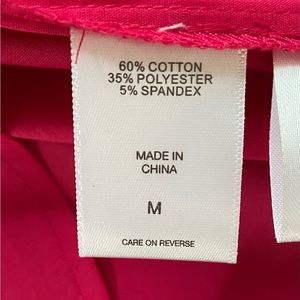 60% COTTON
35% POLYESTER
5% SPANDEX
MADE IN
CHINA
M
CARE ON REVERSE